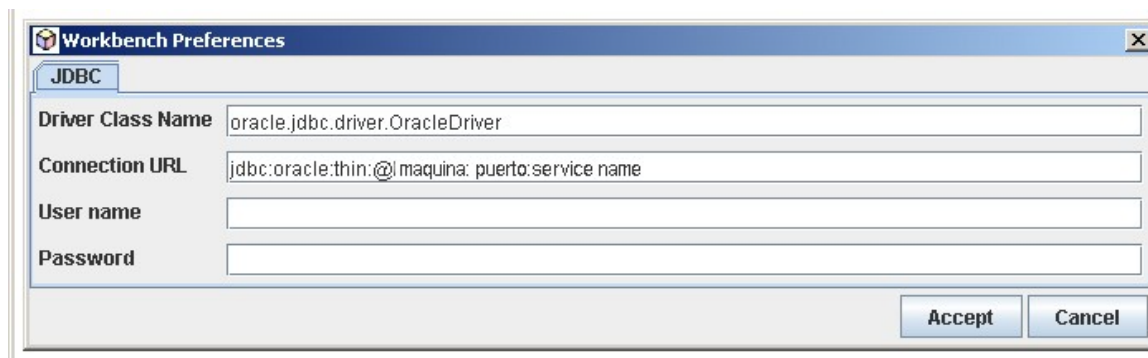 Workbench Preferences
JDBC
Driver Class Name oracle.jdbc.driver.OracleDriver
Connection URL jdbc:oracle:thin:@ maquina: puerto:service name
User name
Password
Accept Cancel